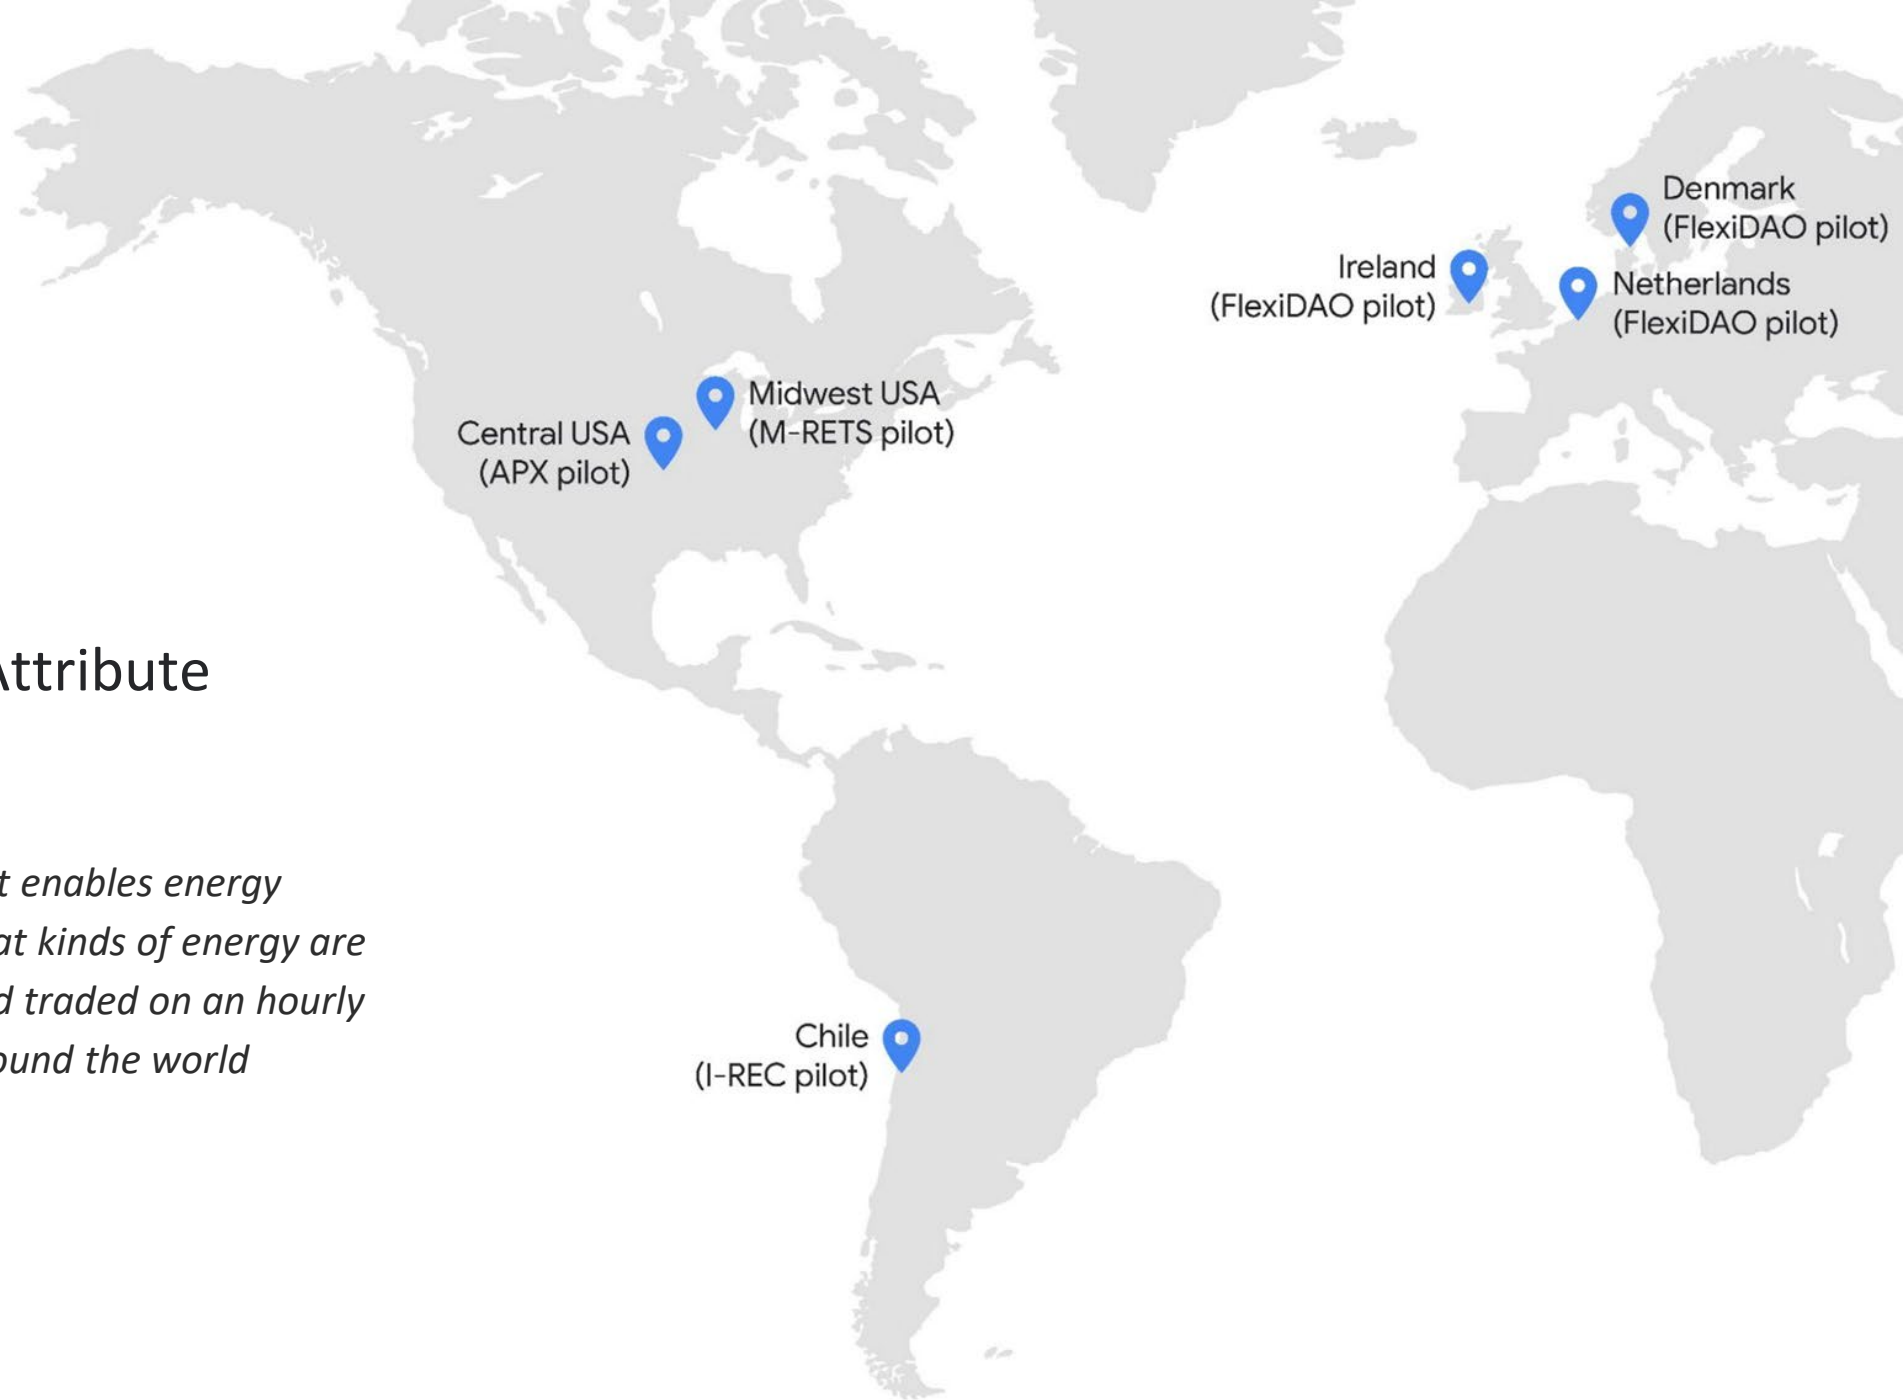 Denmark
(FlexiDAO pilot)
Ireland
(FlexiDAO pilot)
Netherlands
(FlexiDAO pilot)
Midwest USA
(M-RETS pilot)
Central USA
(APX pilot)
Attribute
t enables energy
at kinds of energy are
d traded on an hourly
ound the world
Chile
(I-REC pilot)